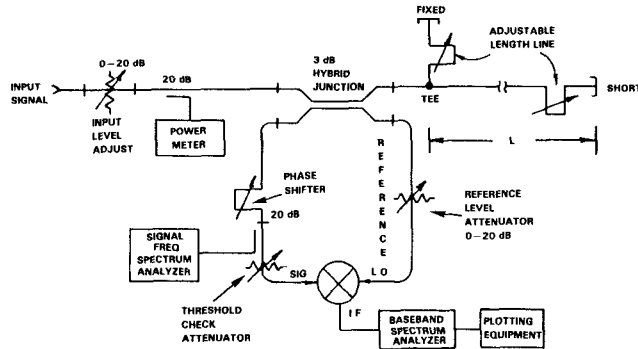 FIXED
ADJUSTABLE
LENGTH LINE
0–20 dB
3 dB
HYBRID
JUNCTION
INPUT
SIGNAL
20 dB
SHORT
TEE
INPUT
LEVEL
ADJUST
POWER
METER
L
REFERENCE
PHASE
SHIFTER
REFERENCE
LEVEL
ATTENUATOR
0–20 dB
20 dB
SIGNAL
FREQ
SPECTRUM
ANALYZER
SIG
LO
THRESHOLD
CHECK
ATTENUATOR
IF
BASEBAND
SPECTRUM
ANALYZER
PLOTTING
EQUIPMENT